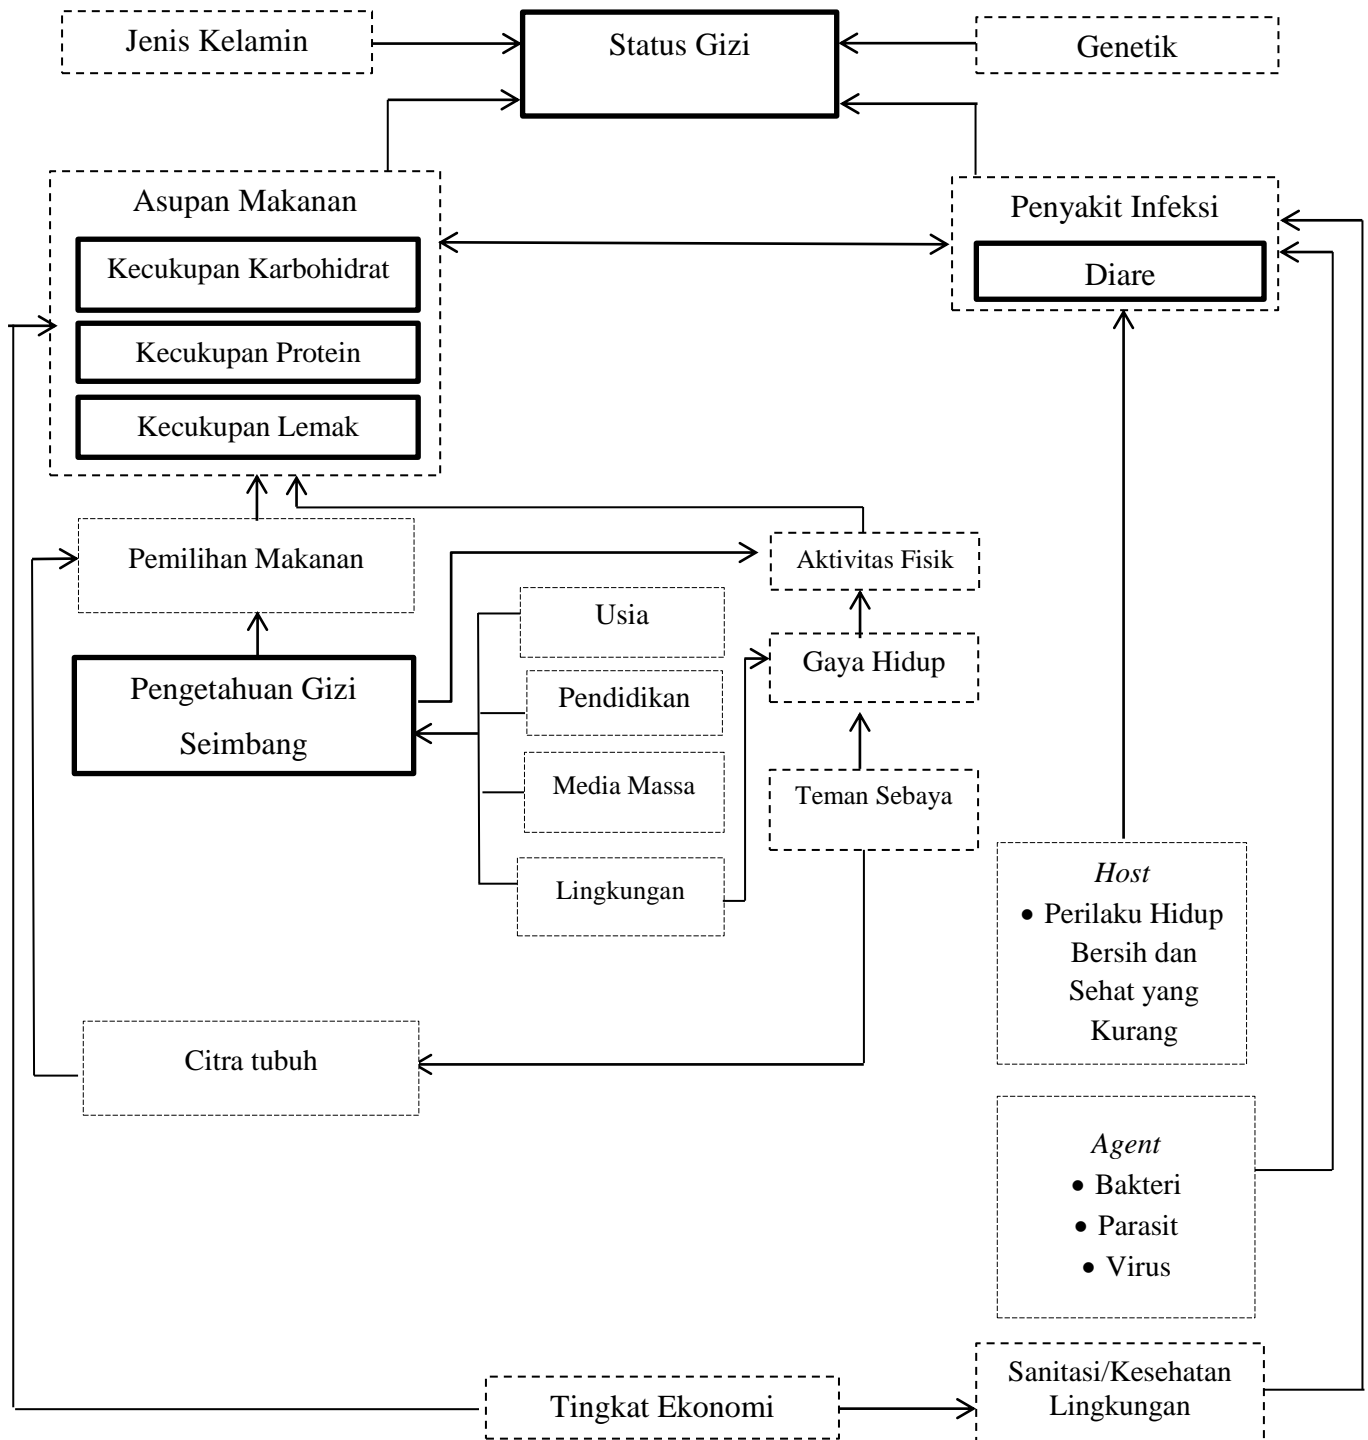 Jenis Kelamin
Status Gizi
Genetik
Asupan Makanan
Kecukupan Karbohidrat
Kecukupan Protein
Kecukupan Lemak
Penyakit Infeksi
Diare
Pemilihan Makanan
Aktivitas Fisik
Usia
Gaya Hidup
Pengetahuan Gizi
Seimbang
Pendidikan
Media Massa
Teman Sebaya
Lingkungan
Host
• Perilaku Hidup
Bersih dan
Sehat yang
Kurang
Citra tubuh
Agent
• Bakteri
• Parasit
• Virus
Tingkat Ekonomi
Sanitasi/Kesehatan
Lingkungan